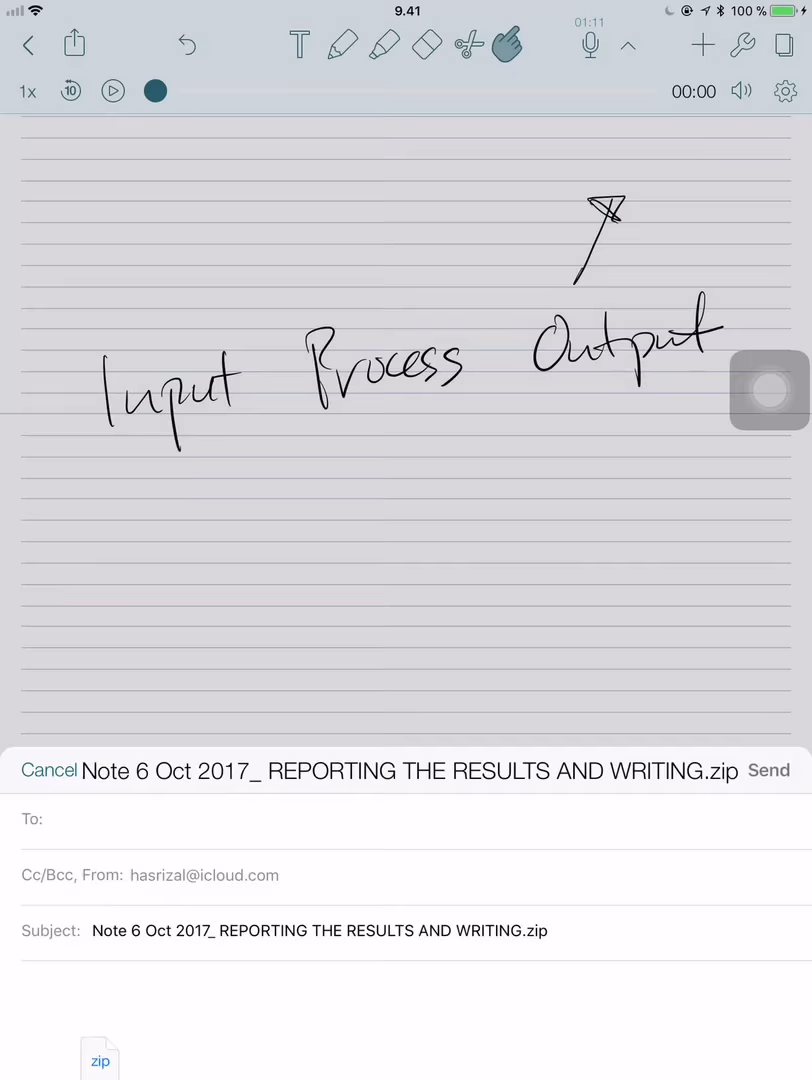 9.41
100 %
01:11
T
1x
10
00:00
Input Process Output
Cancel Note 6 Oct 2017_ REPORTING THE RESULTS AND WRITING.zip Send
To:
Cc/Bcc, From: hasrizal@icloud.com
Subject: Note 6 Oct 2017_ REPORTING THE RESULTS AND WRITING.zip
zip